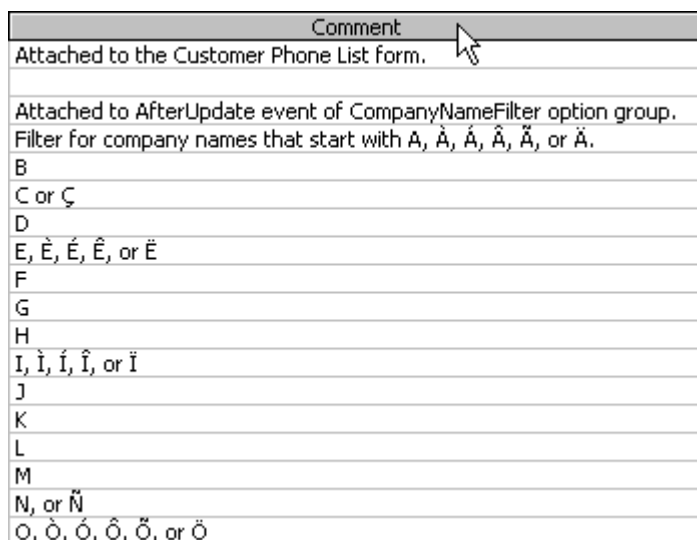 Comment
Attached to the Customer Phone List form.
Attached to AfterUpdate event of CompanyNameFilter option group.
Filter for company names that start with A, À, Á, Â, Ã, or Ä.
B
C or Ç
D
E, È, É, Ê, or Ë
F
G
H
I, Ì, Í, Î, or Ï
J
K
L
M
N, or Ñ
O, Ò, Ó, Ô, Õ, or Ö